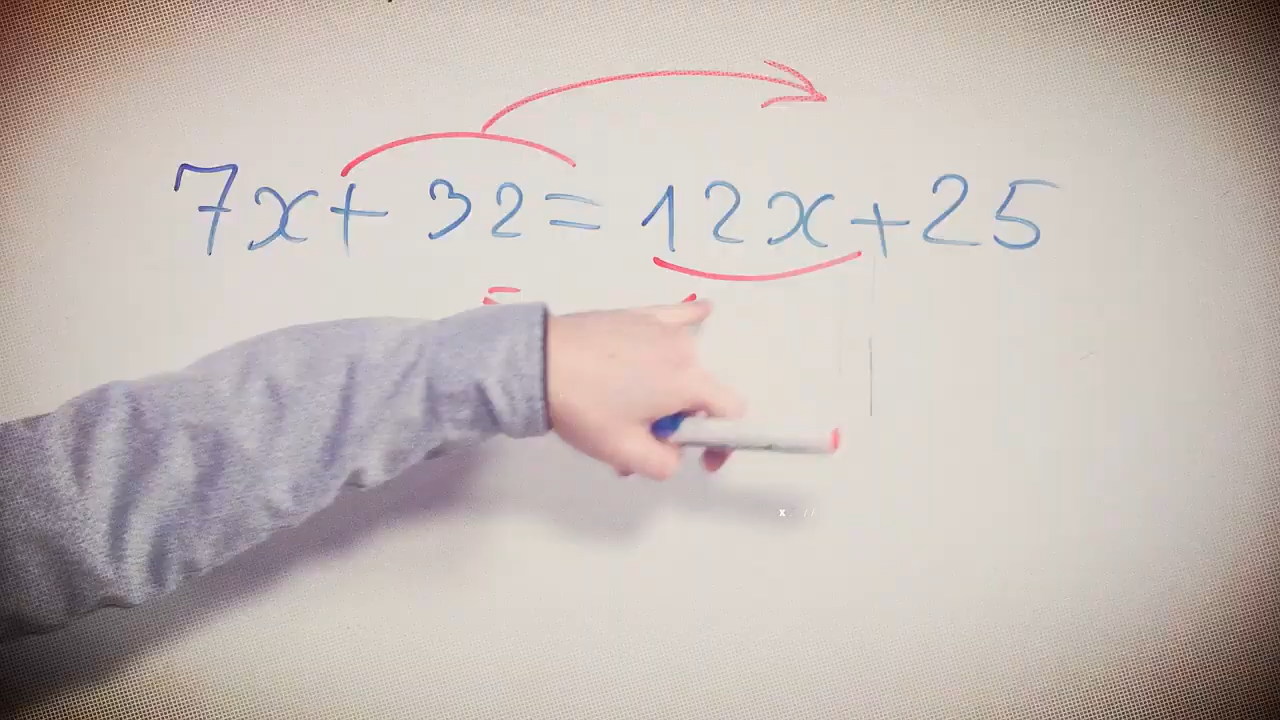 7x + 32 = 12x + 25